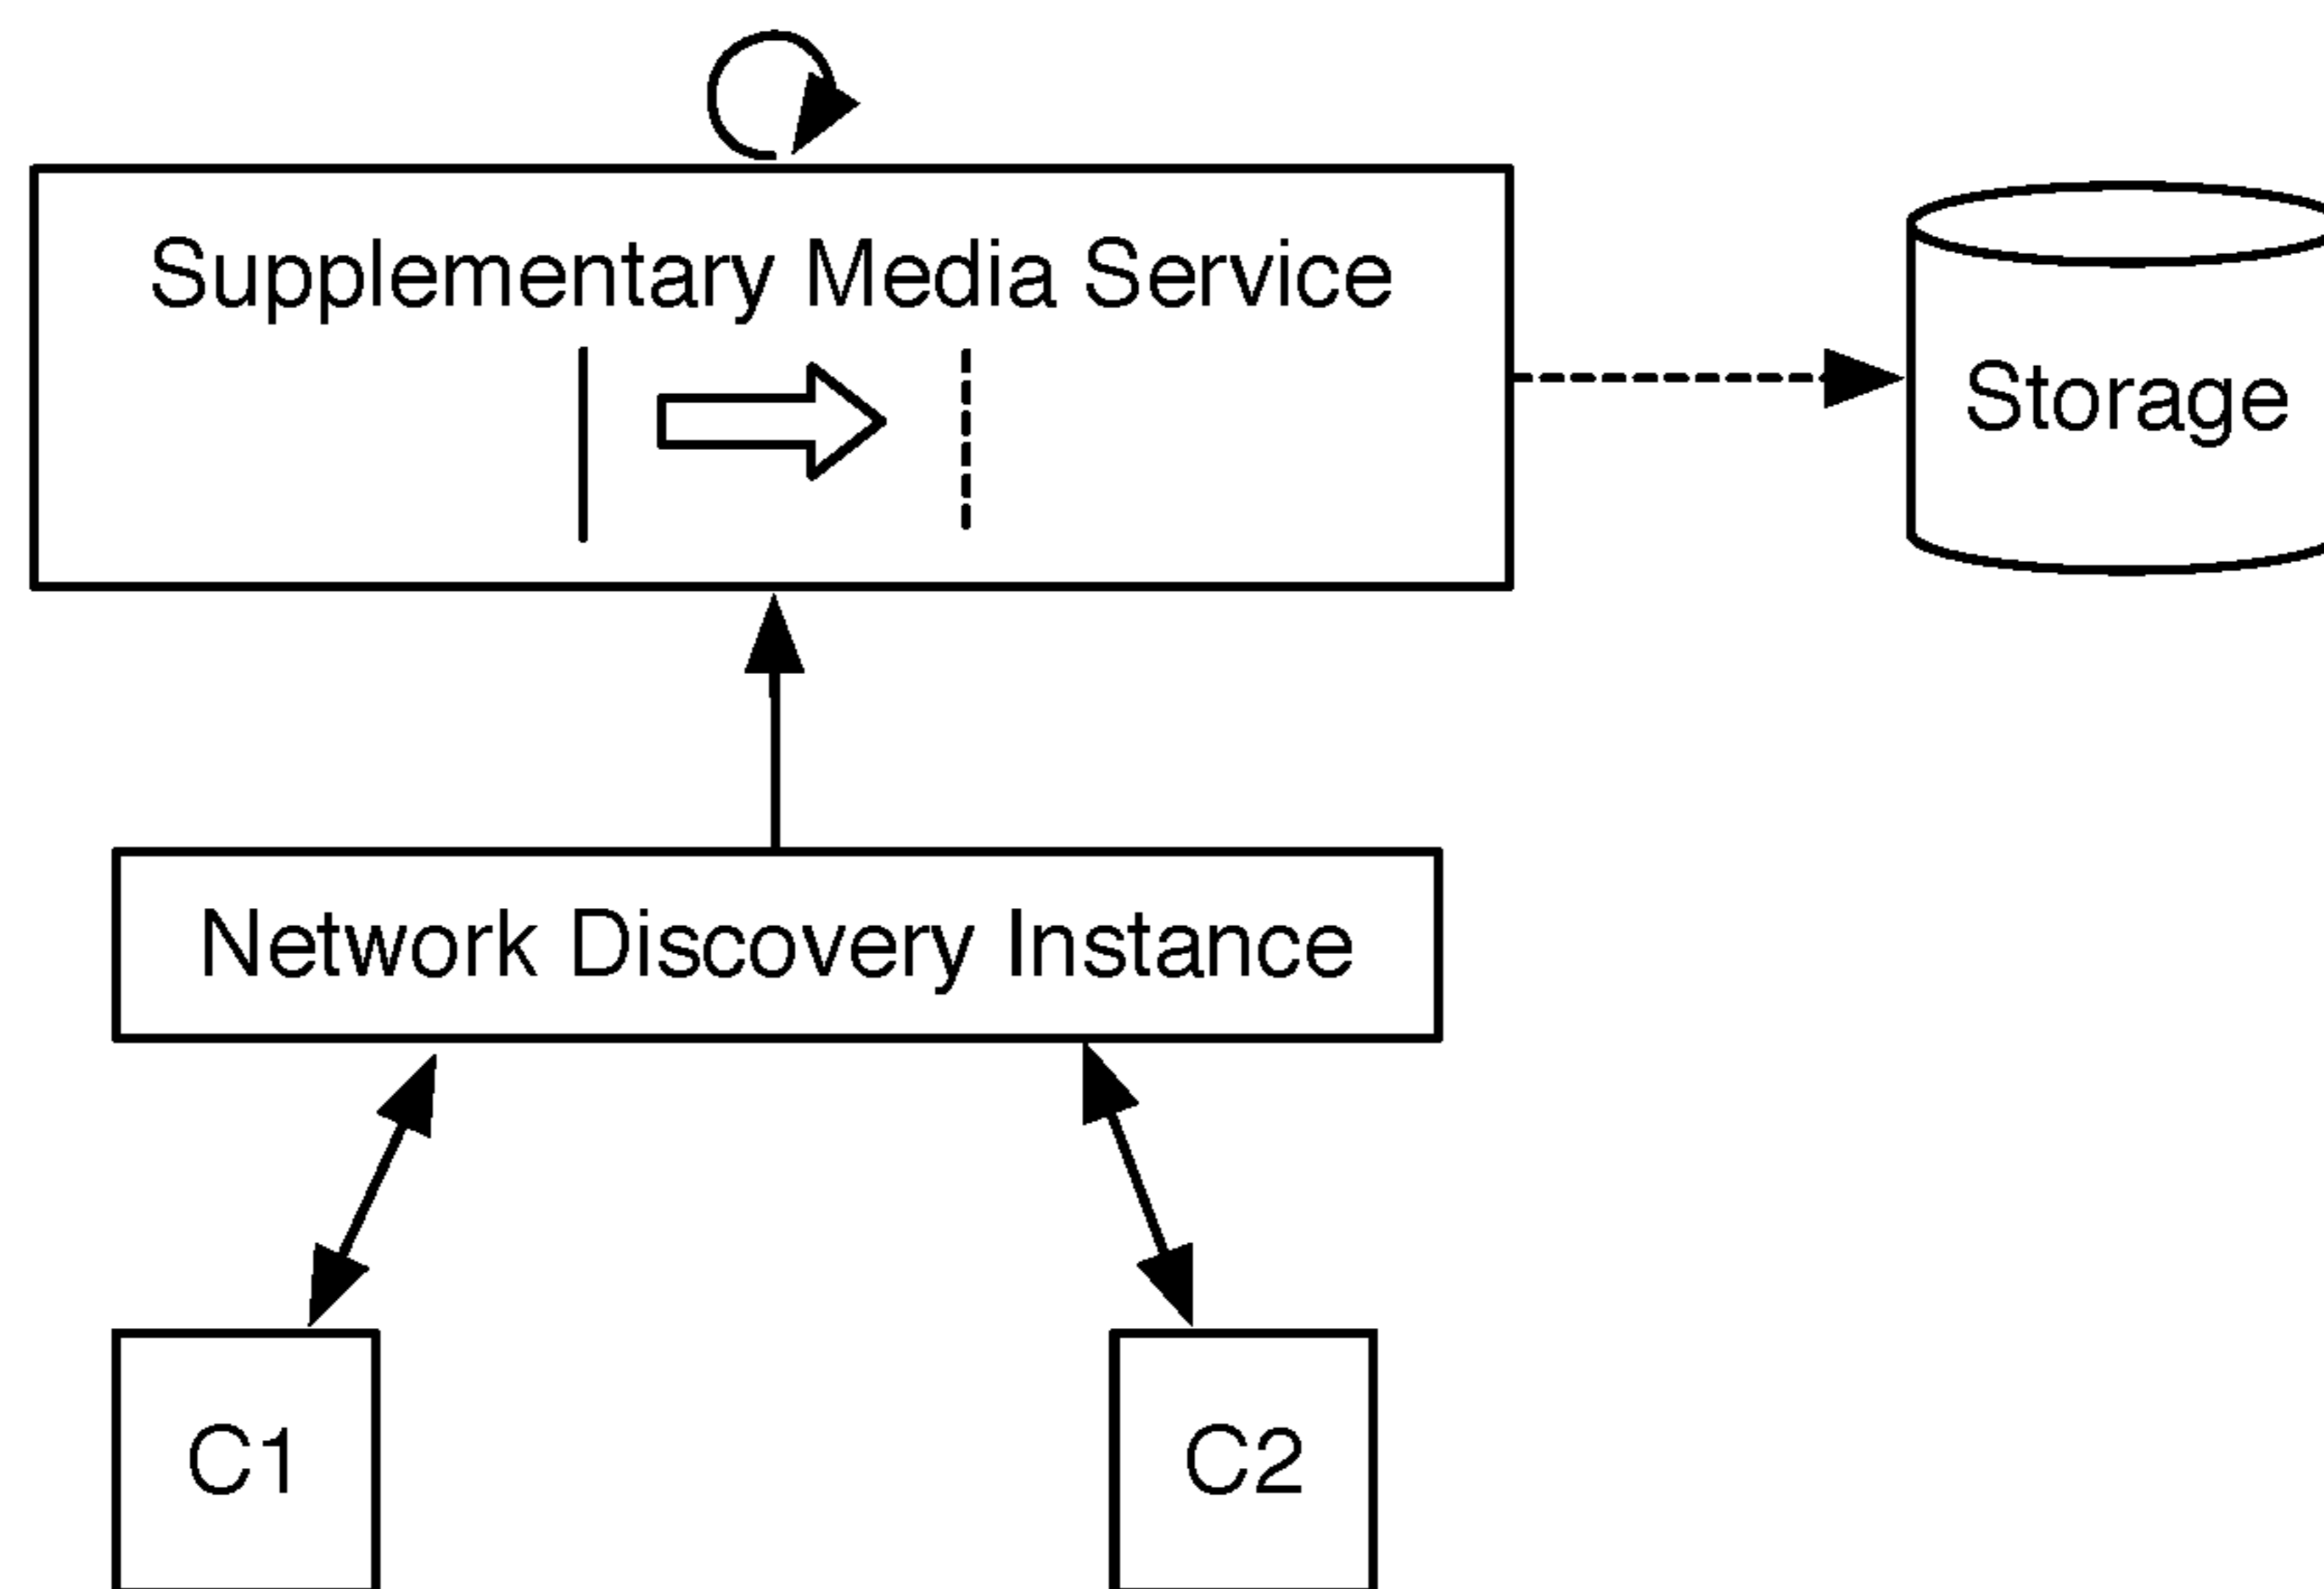 Supplementary Media Service
Storage
Network Discovery Instance
C1
C2